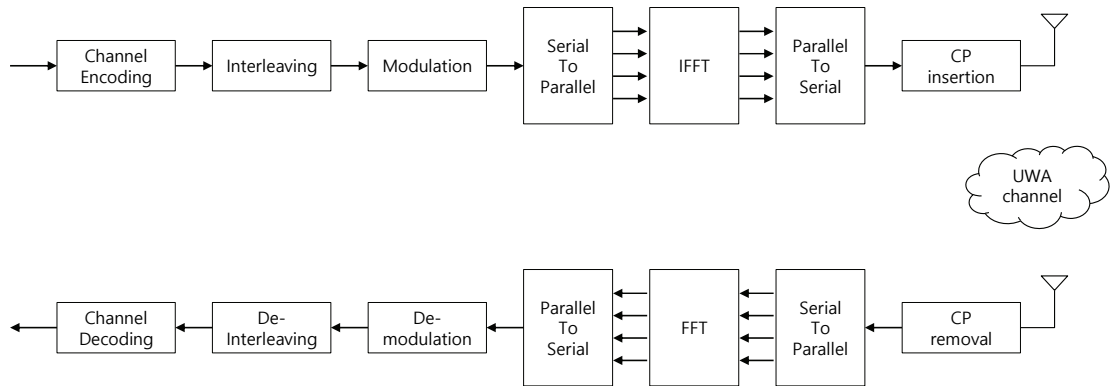 Channel
Encoding
Interleaving
Modulation
Serial
To
Parallel
IFFT
Parallel
To
Serial
CP
insertion
UWA
channel
Channel
Decoding
De-
Interleaving
De-
modulation
Parallel
To
Serial
FFT
Serial
To
Parallel
CP
removal